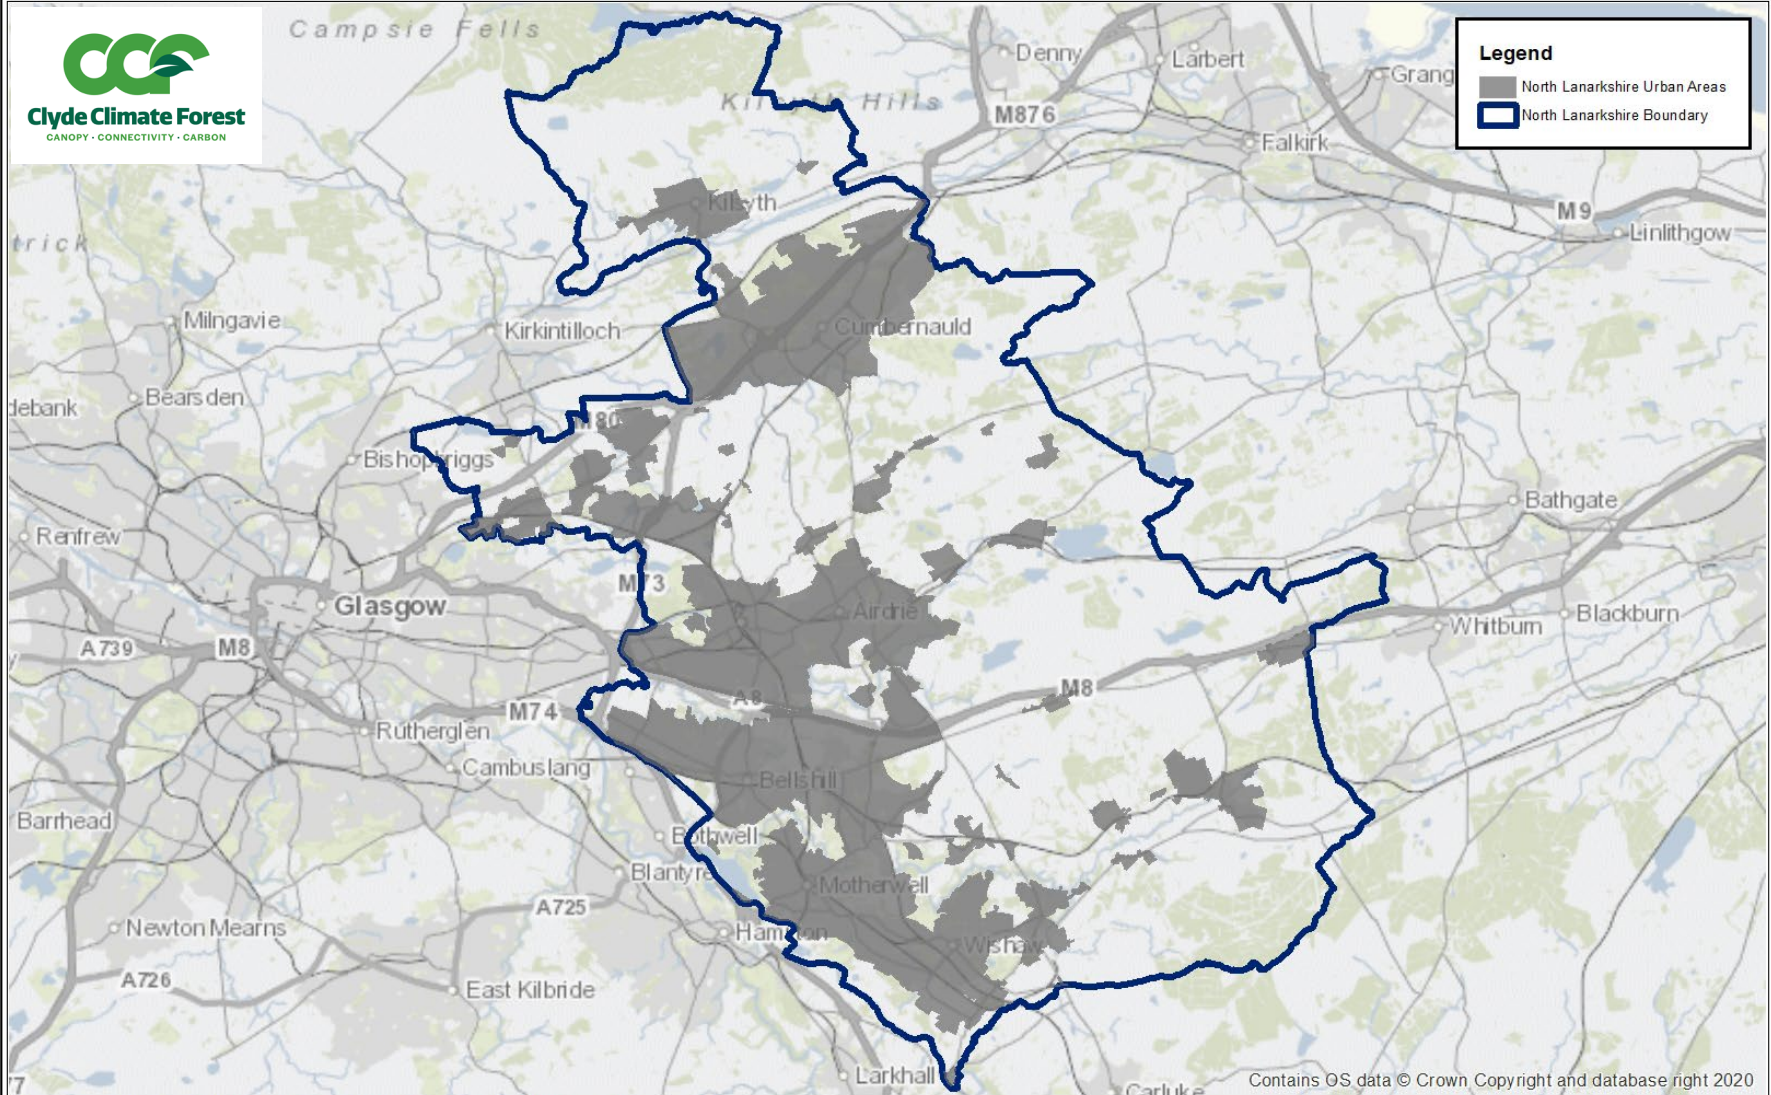 Campsie Fells
Denny
Larbert
Grang
Legend
North Lanarkshire Urban Areas
North Lanarkshire Boundary
Clyde Climate Forest
CANOPY · CONNECTIVITY · CARBON
Kilsyth Hills
M876
Falkirk
Kilsyth
M9
Linlithgow
trick
Milngavie
Kirkintilloch
Cumbernauld
Bearsden
debank
M80
Bishopbriggs
Bathgate
Renfrew
M73
Glasgow
Airdrie
Blackburn
Whitburn
A739
M8
M8
A8
M74
Rutherglen
Cambuslang
Bellshill
Barrhead
Bothwell
Blantyre
Motherwell
A725
Newton Mearns
Hamilton
Wishaw
A726
East Kilbride
Larkhall
77
Carluke
Contains OS data © Crown Copyright and database right 2020